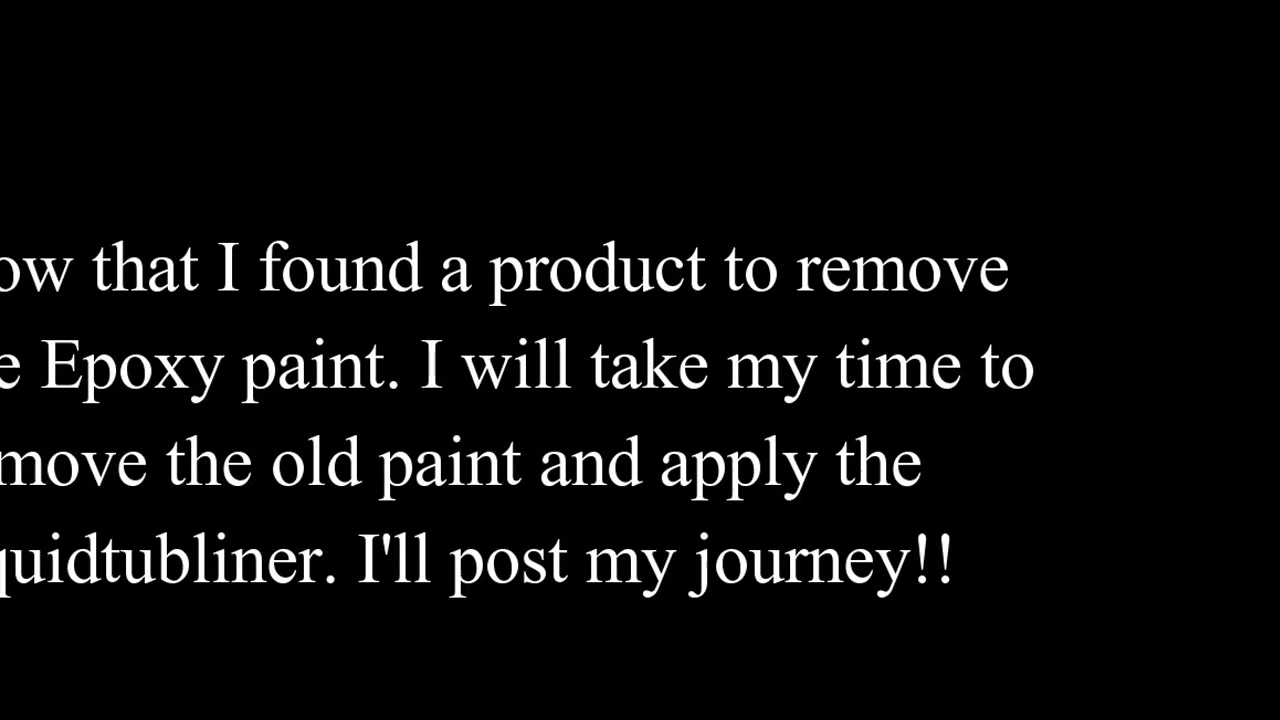 ow that I found a product to remove
e Epoxy paint. I will take my time to
move the old paint and apply the
quidtubliner. I'll post my journey!!